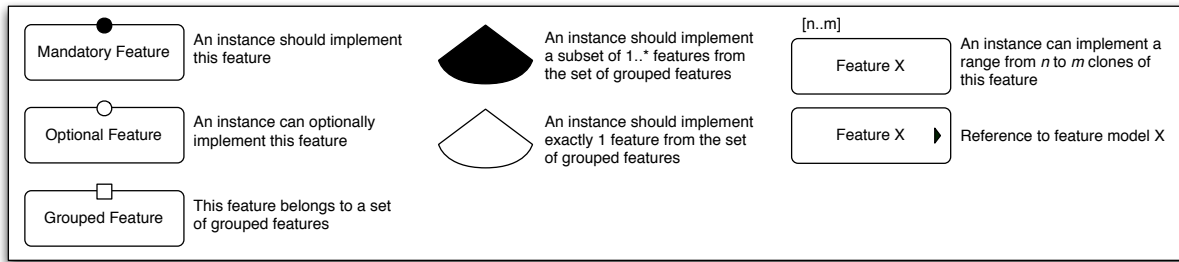 Mandatory Feature
An instance should implement
this feature
Optional Feature
An instance can optionally
implement this feature
Grouped Feature
This feature belongs to a set
of grouped features
An instance should implement
a subset of 1..* features from
the set of grouped features
An instance should implement
exactly 1 feature from the set
of grouped features
[n..m]
Feature X
An instance can implement a
range from n to m clones of
this feature
Feature X
Reference to feature model X